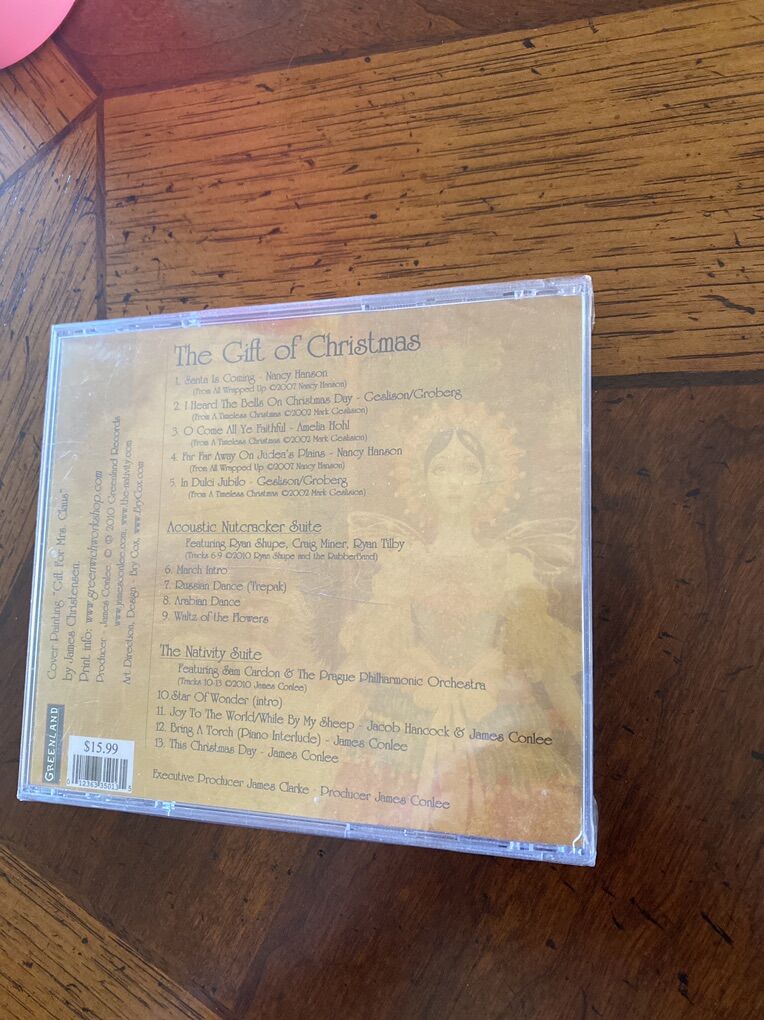 The Gift of Christmas
1. Santa Is Coming - Nancy Hanson
(From All Wrapped Up ©2007 Nancy Hanson)
2. I Heard The Bells On Christmas Day - Geslison/Groberg
(From A Timeless Christmas ©2002 Mark Geslison)
3. O Come All Ye Faithful - Amelia Hohl
(From A Timeless Christmas ©2002 Mark Geslison)
4. Far Far Away On Judea's Plains - Nancy Hanson
(From All Wrapped Up ©2007 Nancy Hanson)
5. In Dulci Jubilo - Geslison/Groberg
(From A Timeless Christmas ©2002 Mark Geslison)
Acoustic Nutcracker Suite
Featuring Ryan Shupe, Craig Miner, Ryan Tilby
(Tracks 6-9 ©2010 Ryan Shupe and the RubberBand)
6. March Intro
7. Russian Dance (Trepak)
8. Arabian Dance
9. Waltz of the Flowers
The Nativity Suite
Featuring Sam Cardon & The Prague Philharmonic Orchestra
(Tracks 10-13 ©2010 James Conlee)
10. Star Of Wonder (intro)
11. Joy To The World/While By My Sheep - Jacob Hancock & James Conlee
12. Bring A Torch (Piano Interlude) - James Conlee
13. This Christmas Day - James Conlee
Executive Producer James Clarke - Producer James Conlee
Cover Painting "Gift For Mrs. Claus"
by James Christensen.
Print info: www.greenwichworkshop.com
Producer - James Conlee © ℗ 2010 Greenland Records
www.jamesconlee.com, www.the-nativity.com
Art Direction, Design - Bry Cox, www.BryCox.com
GREENLAND
$15.99
0 12363 35013 5